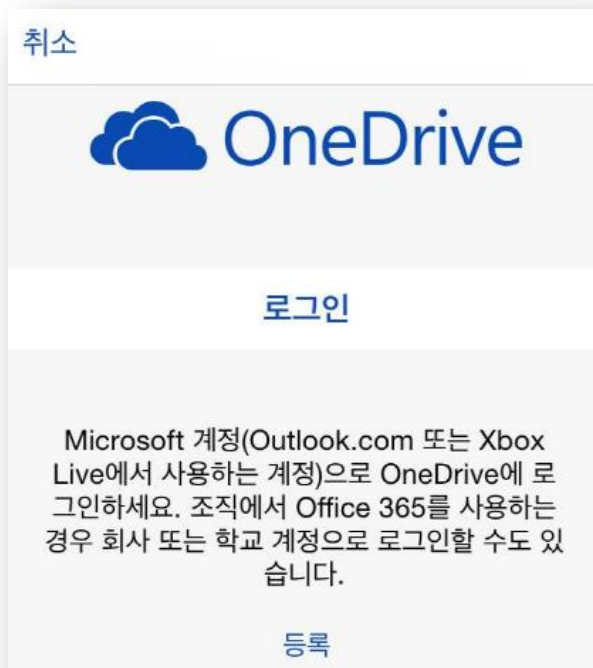 취소
OneDrive
로그인
Microsoft 계정(Outlook.com 또는 Xbox
Live에서 사용하는 계정)으로 OneDrive에 로
그인하세요. 조직에서 Office 365를 사용하는
경우 회사 또는 학교 계정으로 로그인할 수도 있
습니다.
등록